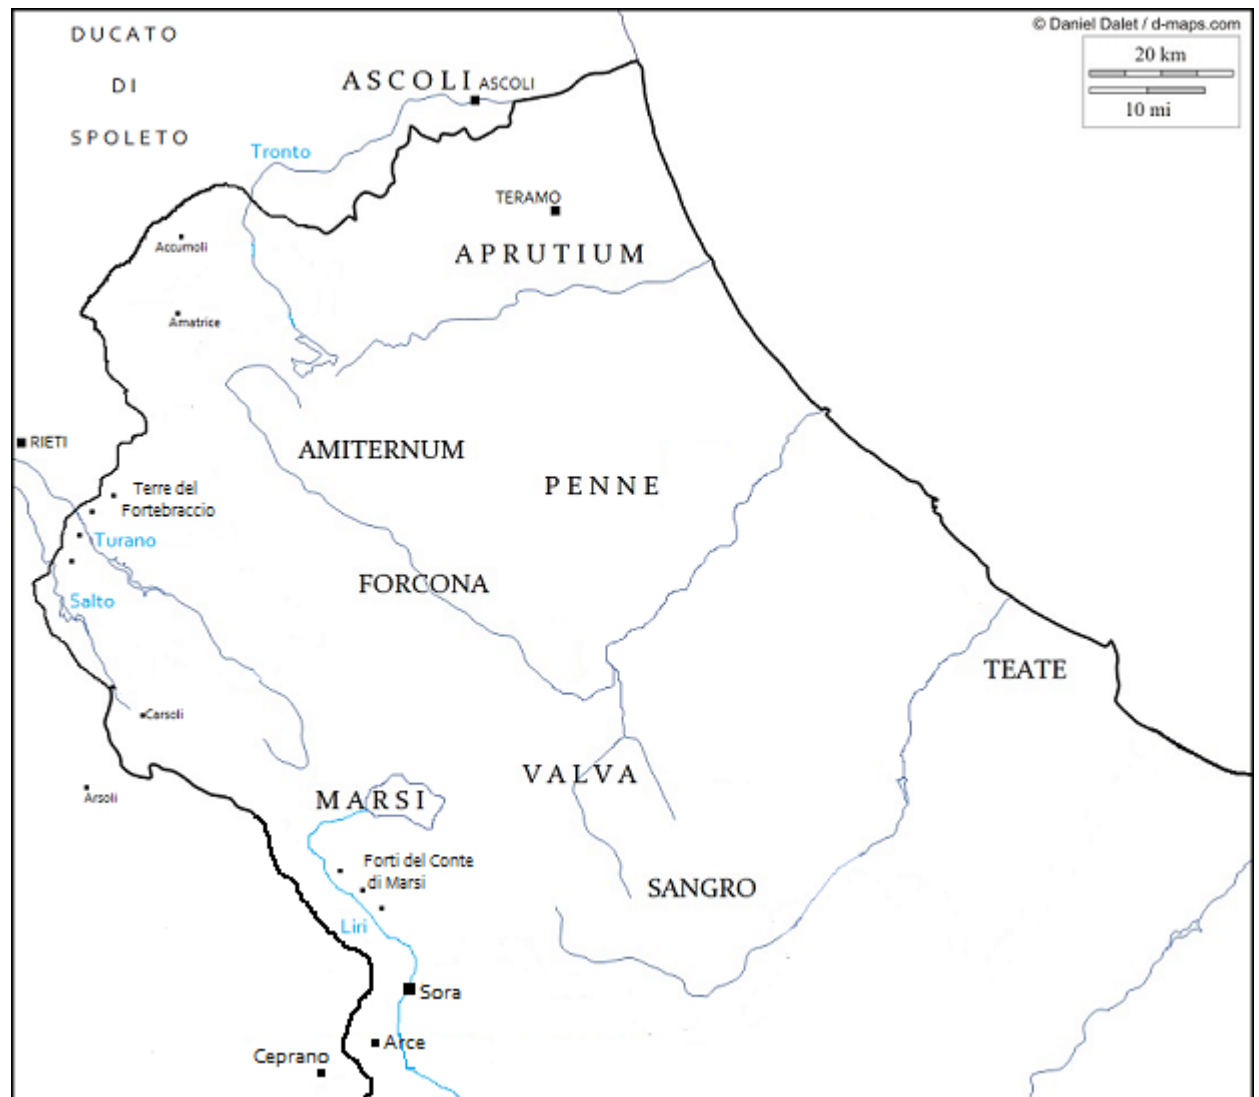 DUCATO
DI
SPOLETO
© Daniel Dalet / d-maps.com
20 km
10 mi
ASCOLI
ASCOLI
Tronto
TERAMO
APRUTIUM
Accumoli
Amatrice
RIETI
AMITERNUM
PENNE
Terre del
Fortebraccio
Turano
FORCONA
Salto
TEATE
Carsoli
VALVA
Arsoli
MARSI
Forti del Conte
di Marsi
SANGRO
Liri
Sora
Arce
Ceprano